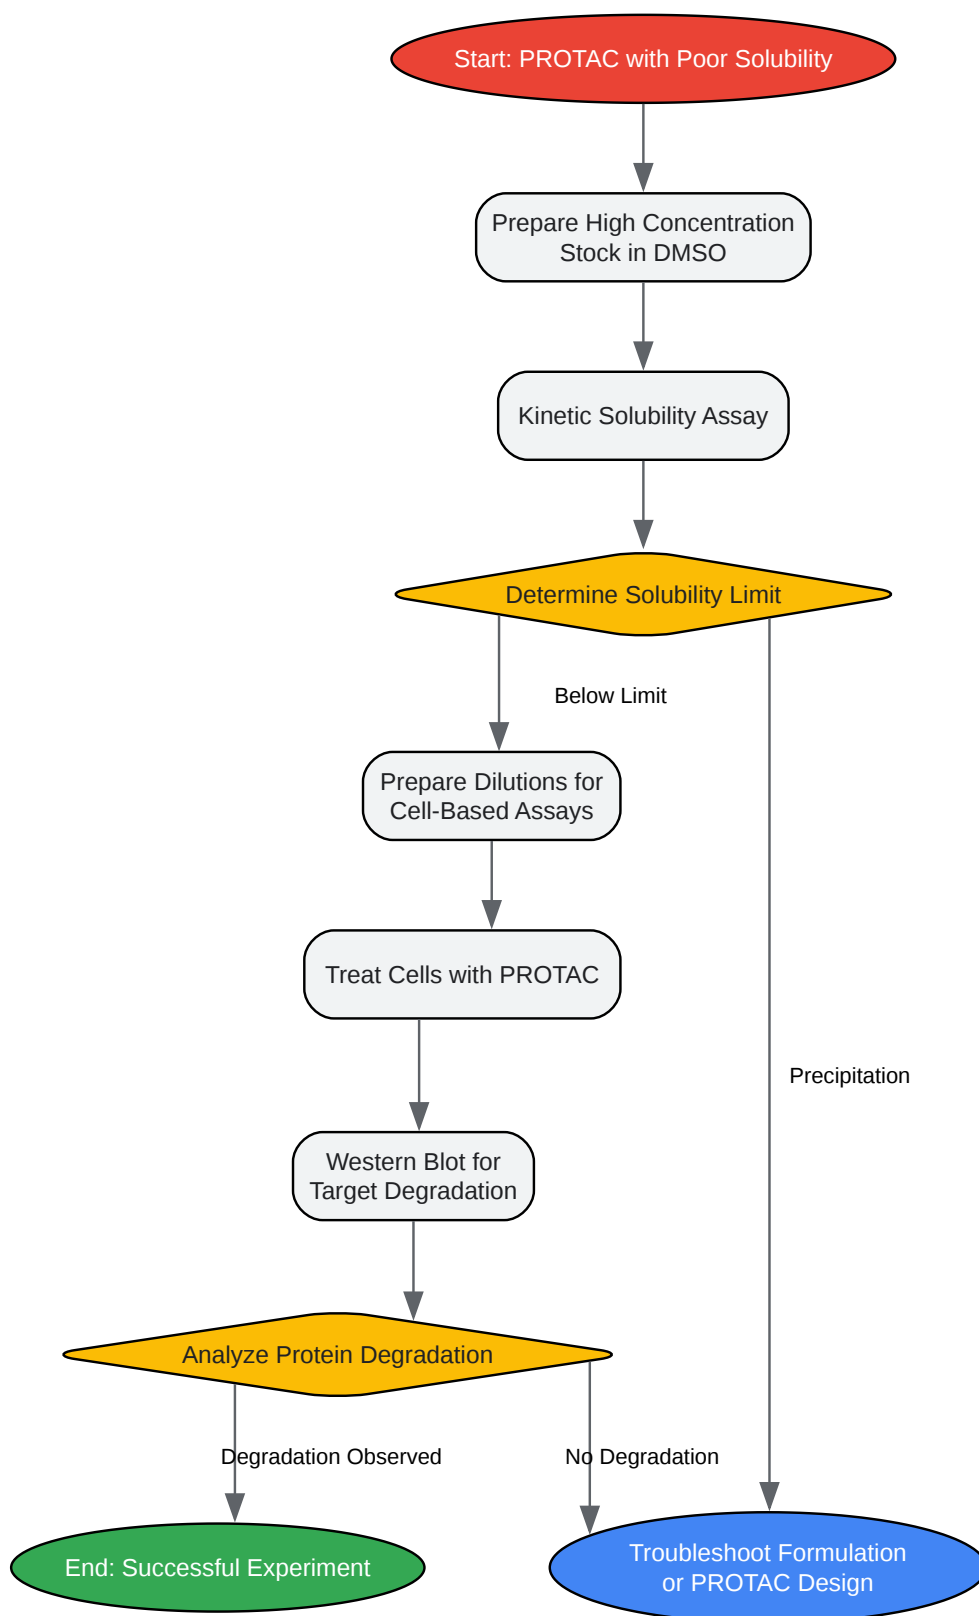 Start: PROTAC with Poor Solubility
Prepare High Concentration
Stock in DMSO
Kinetic Solubility Assay
Determine Solubility Limit
Below Limit
Prepare Dilutions for
Cell-Based Assays
Treat Cells with PROTAC
Precipitation
Western Blot for
Target Degradation
Analyze Protein Degradation
Degradation Observed
No Degradation
End: Successful Experiment
Troubleshoot Formulation
or PROTAC Design